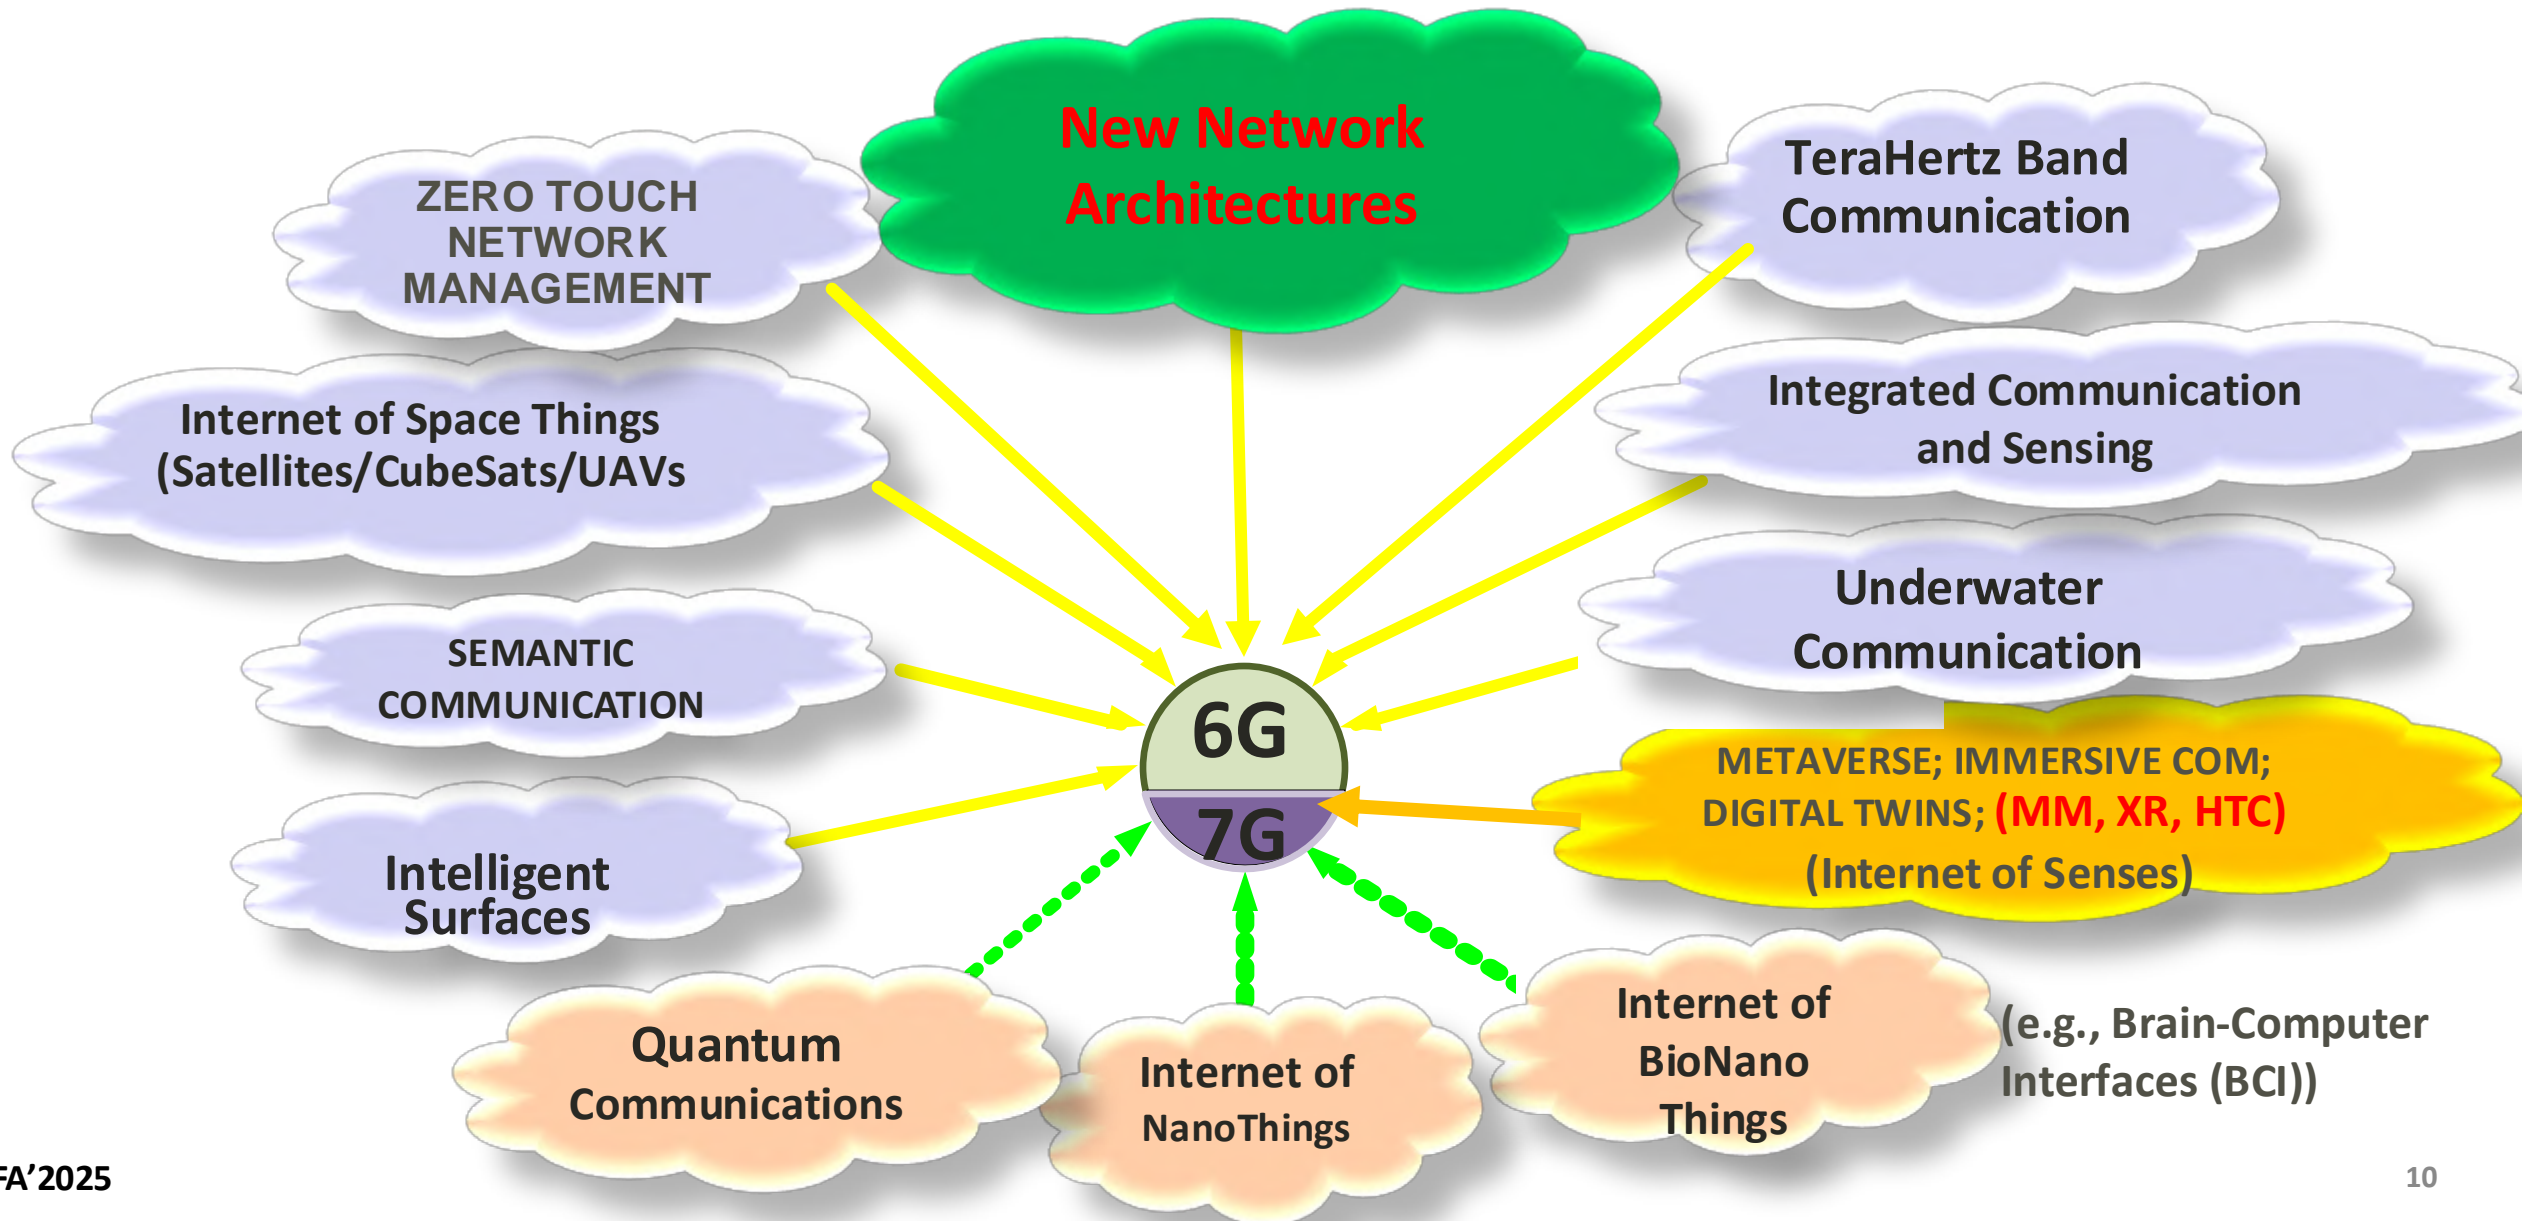 New Network
Architectures
ZERO TOUCH
NETWORK
MANAGEMENT
TeraHertz Band
Communication
Internet of Space Things
(Satellites/CubeSats/UAVs
Integrated Communication
and Sensing
SEMANTIC
COMMUNICATION
Underwater
Communication
6G
7G
METAVERSE; IMMERSIVE COM;
DIGITAL TWINS; (MM, XR, HTC)
(Internet of Senses)
Intelligent
Surfaces
Quantum
Communications
Internet of
NanoThings
Internet of
BioNano
Things
(e.g., Brain-Computer
Interfaces (BCI))
FA’2025
10